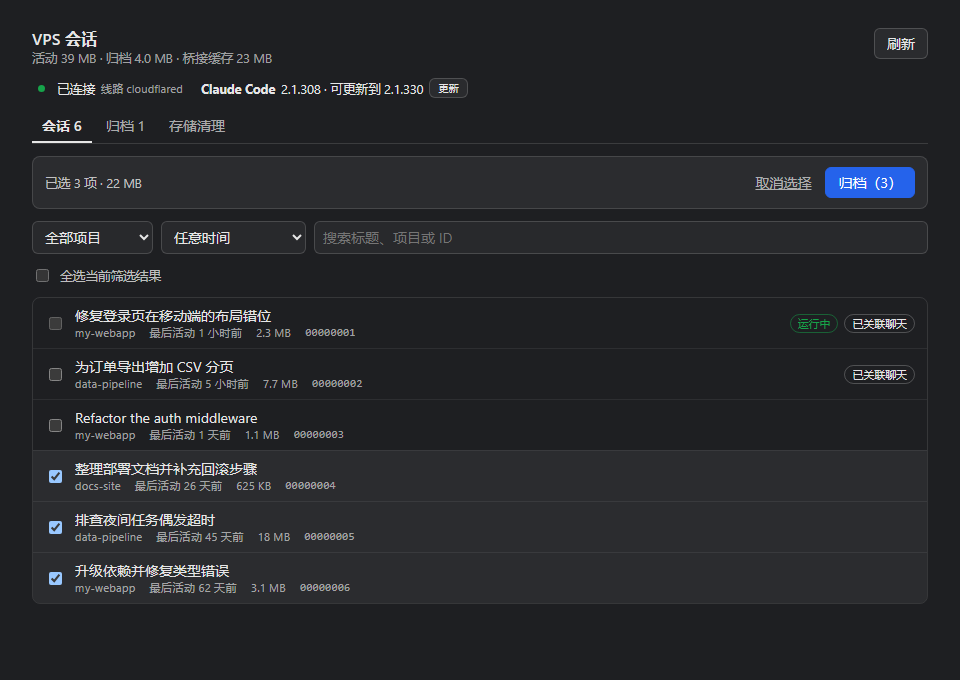 VPS 会话
活动 39 MB · 归档 4.0 MB · 桥接缓存 23 MB
刷新
已连接 线路 cloudflared Claude Code 2.1.308 · 可更新到 2.1.330 更新
会话 6 归档 1 存储清理
已选 3 项 · 22 MB 取消选择 归档（3）
全部项目 任意时间 搜索标题、项目或 ID
全选当前筛选结果
修复登录页在移动端的布局错位
my-webapp 最后活动 1 小时前 2.3 MB 00000001
运行中 已关联聊天
为订单导出增加 CSV 分页
data-pipeline 最后活动 5 小时前 7.7 MB 00000002
已关联聊天
Refactor the auth middleware
my-webapp 最后活动 1 天前 1.1 MB 00000003
整理部署文档并补充回滚步骤
docs-site 最后活动 26 天前 625 KB 00000004
排查夜间任务偶发超时
data-pipeline 最后活动 45 天前 18 MB 00000005
升级依赖并修复类型错误
my-webapp 最后活动 62 天前 3.1 MB 00000006